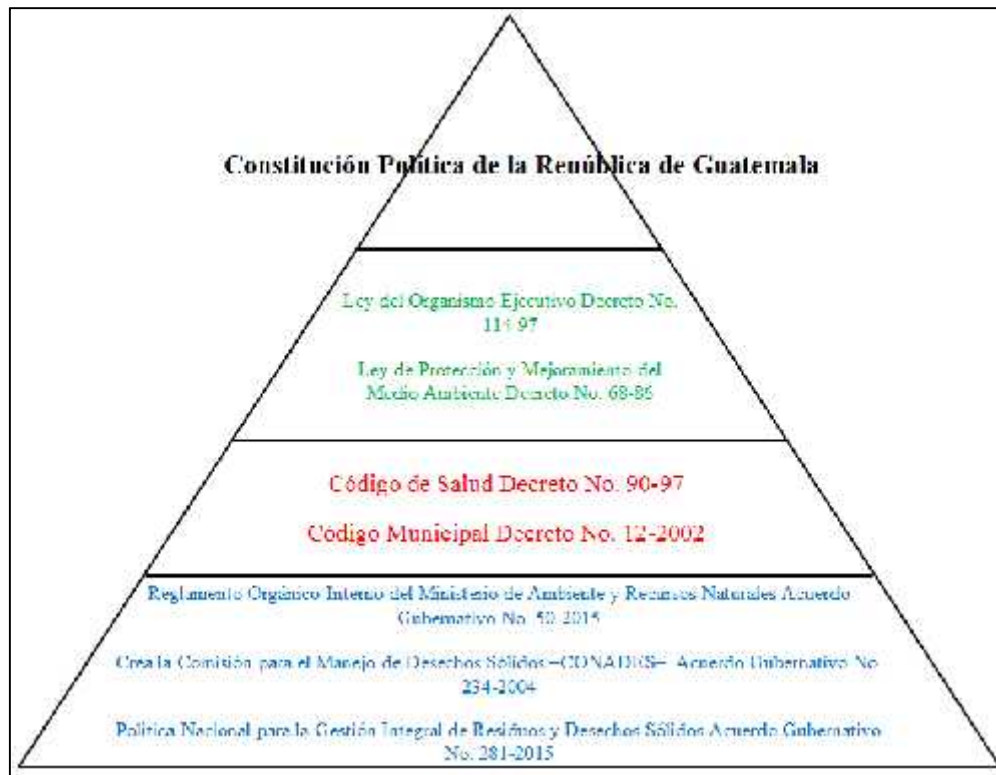 Constitución Política de la República de Guatemala
Ley del Organismo Ejecutivo Decreto No.
114-97
Ley de Protección y Mejoramiento del
Medio Ambiente Decreto No. 68-86
Código de Salud Decreto No. 90-97
Código Municipal Decreto No. 12-2002
Reglamento Orgánico Interno del Ministerio de Ambiente y Recursos Naturales Acuerdo
Gubernativo No. 50-2015
Crea la Comisión para el Manejo de Desechos Sólidos –CONADES– Acuerdo Gubernativo No
234-2004
Política Nacional para la Gestión Integral de Residuos y Desechos Sólidos Acuerdo Gubernativo
No. 281-2015